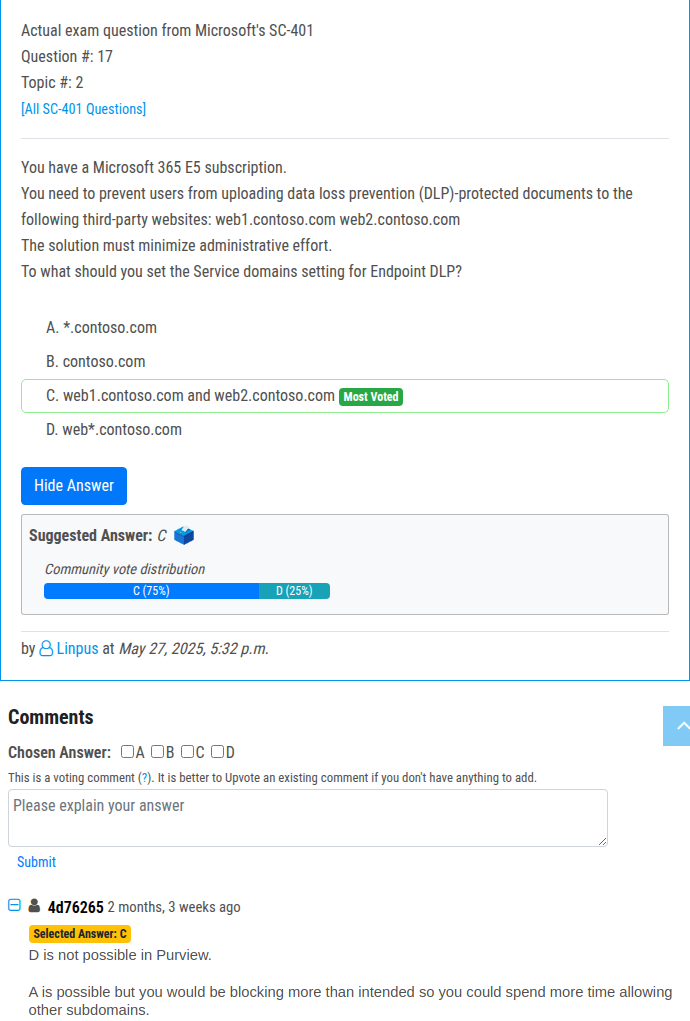 Actual exam question from Microsoft's SC-401
Question #: 17
Topic #: 2
[All SC-401 Questions]
You have a Microsoft 365 E5 subscription.
You need to prevent users from uploading data loss prevention (DLP)-protected documents to the
following third-party websites: web1.contoso.com web2.contoso.com
The solution must minimize administrative effort.
To what should you set the Service domains setting for Endpoint DLP?
A. *.contoso.com
B. contoso.com
C. web1.contoso.com and web2.contoso.com Most Voted
D. web*.contoso.com
Hide Answer
Suggested Answer: C
Community vote distribution
C (75%) D (25%)
by Linpus at May 27, 2025, 5:32 p.m.
Comments
Chosen Answer: A B C D
This is a voting comment (?). It is better to Upvote an existing comment if you don't have anything to add.
Please explain your answer
Submit
4d76265 2 months, 3 weeks ago
Selected Answer: C
D is not possible in Purview.
A is possible but you would be blocking more than intended so you could spend more time allowing
other subdomains.